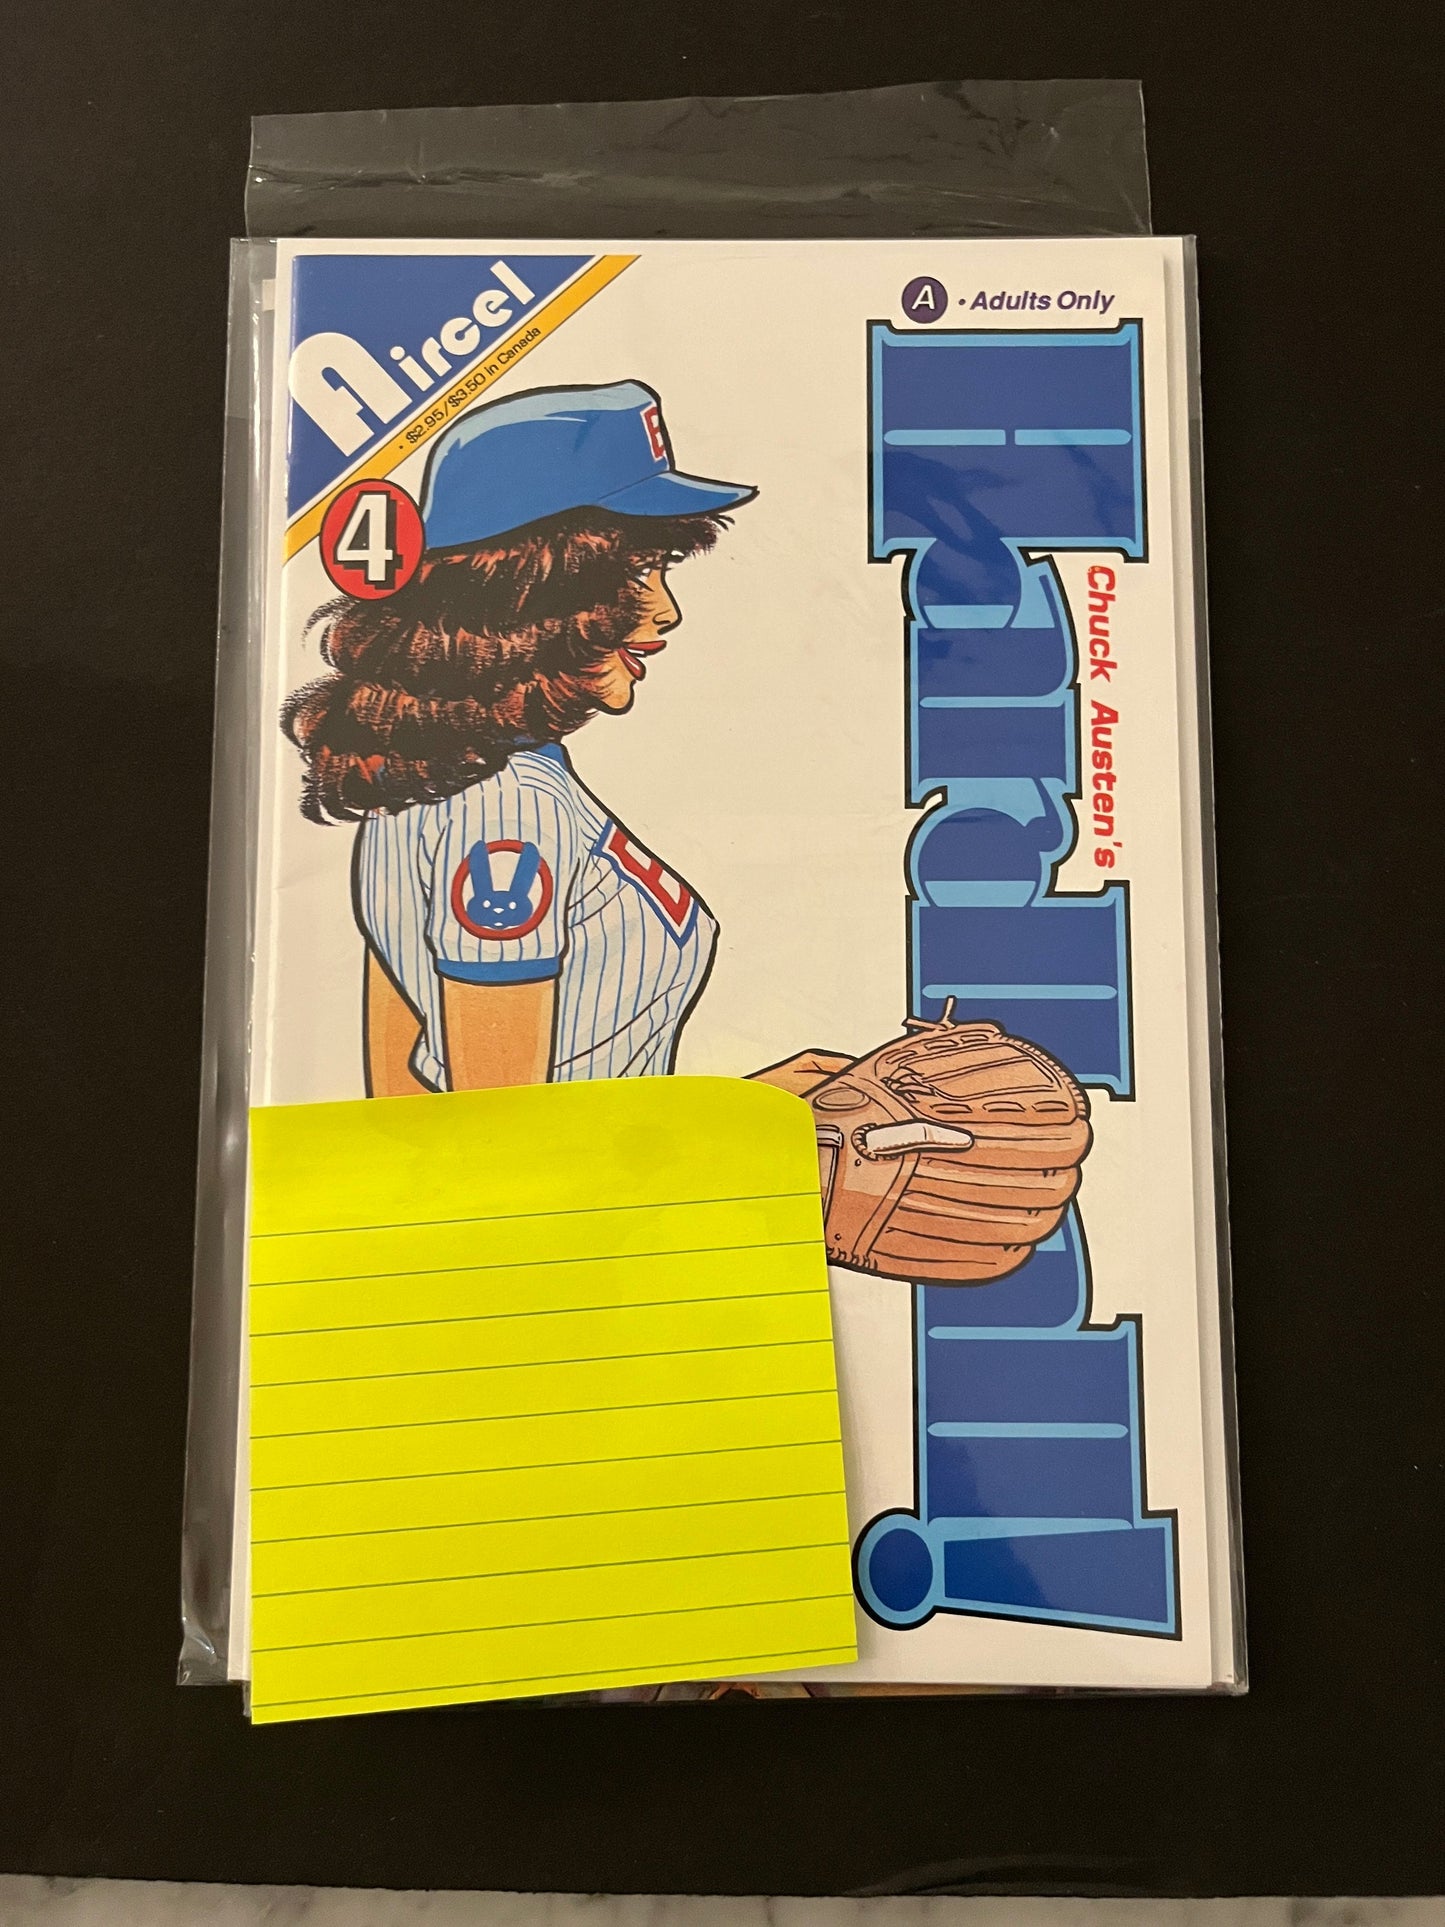 Aircel
• $2.95/$3.50 in Canada
4
A • Adults Only
Chuck Austen's
Hardball!